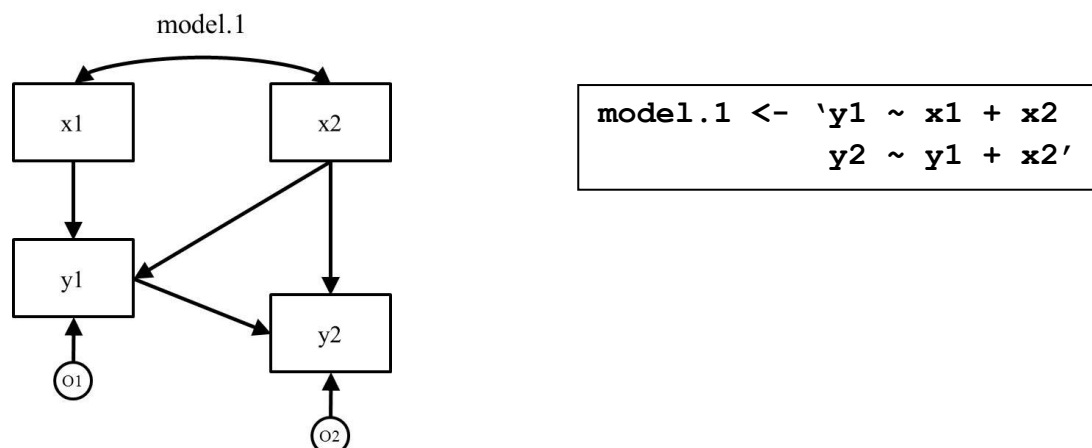 model.1
x1
x2
y1
y2
O1
O2
model.1 <- ‘y1 ~ x1 + x2
y2 ~ y1 + x2’